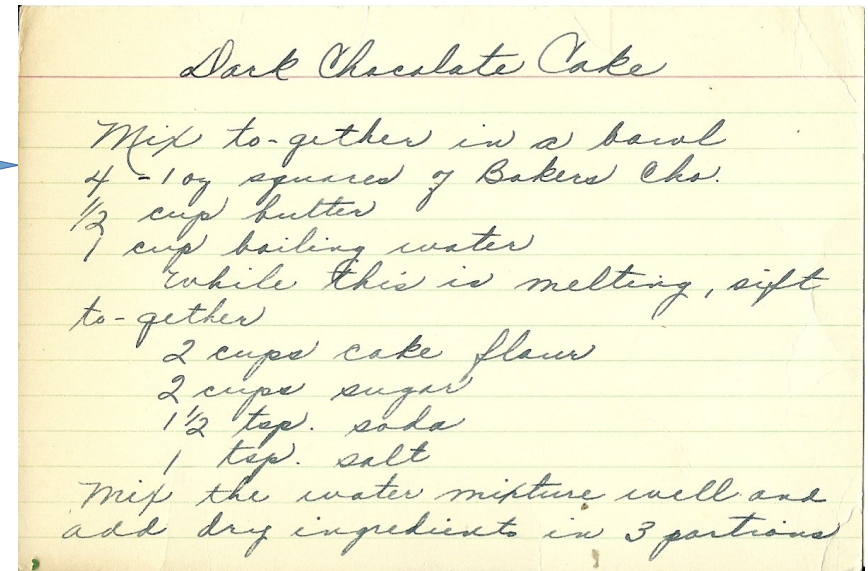 Dark Chocolate Cake
Mix to-gether in a bowl
4 - 1 oz squares of Bakers Cho.
1/2 cup butter
1 cup boiling water
While this is melting, sift
to-gether
2 cups cake flour
2 cups sugar
1 1/2 tsp. soda
1 tsp. salt
Mix the water mixture well and
add dry ingredients in 3 portions